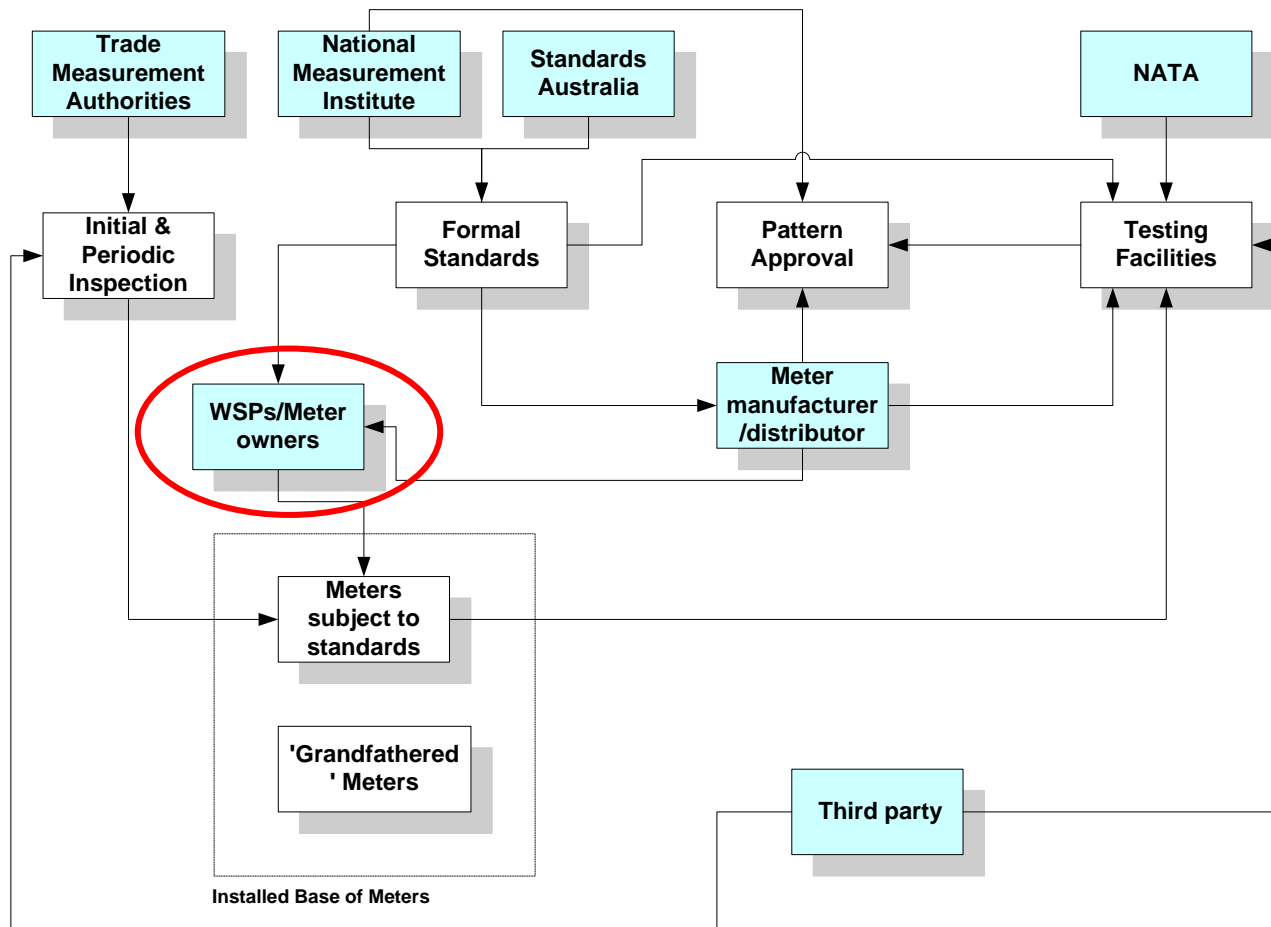 Trade
Measurement
Authorities
National
Measurement
Institute
Standards
Australia
NATA
Initial &
Periodic
Inspection
Formal
Standards
Pattern
Approval
Testing
Facilities
WSPs/Meter
owners
Meter
manufacturer
/distributor
Meters
subject to
standards
'Grandfathered
' Meters
Third party
Installed Base of Meters